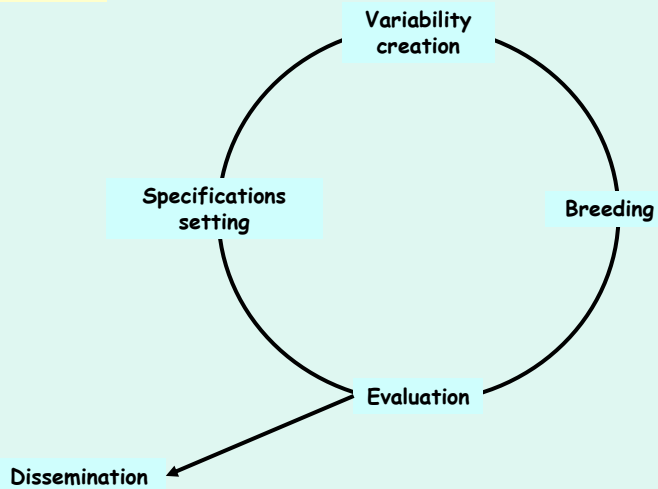 Variability
creation
Specifications
setting
Breeding
Evaluation
Dissemination